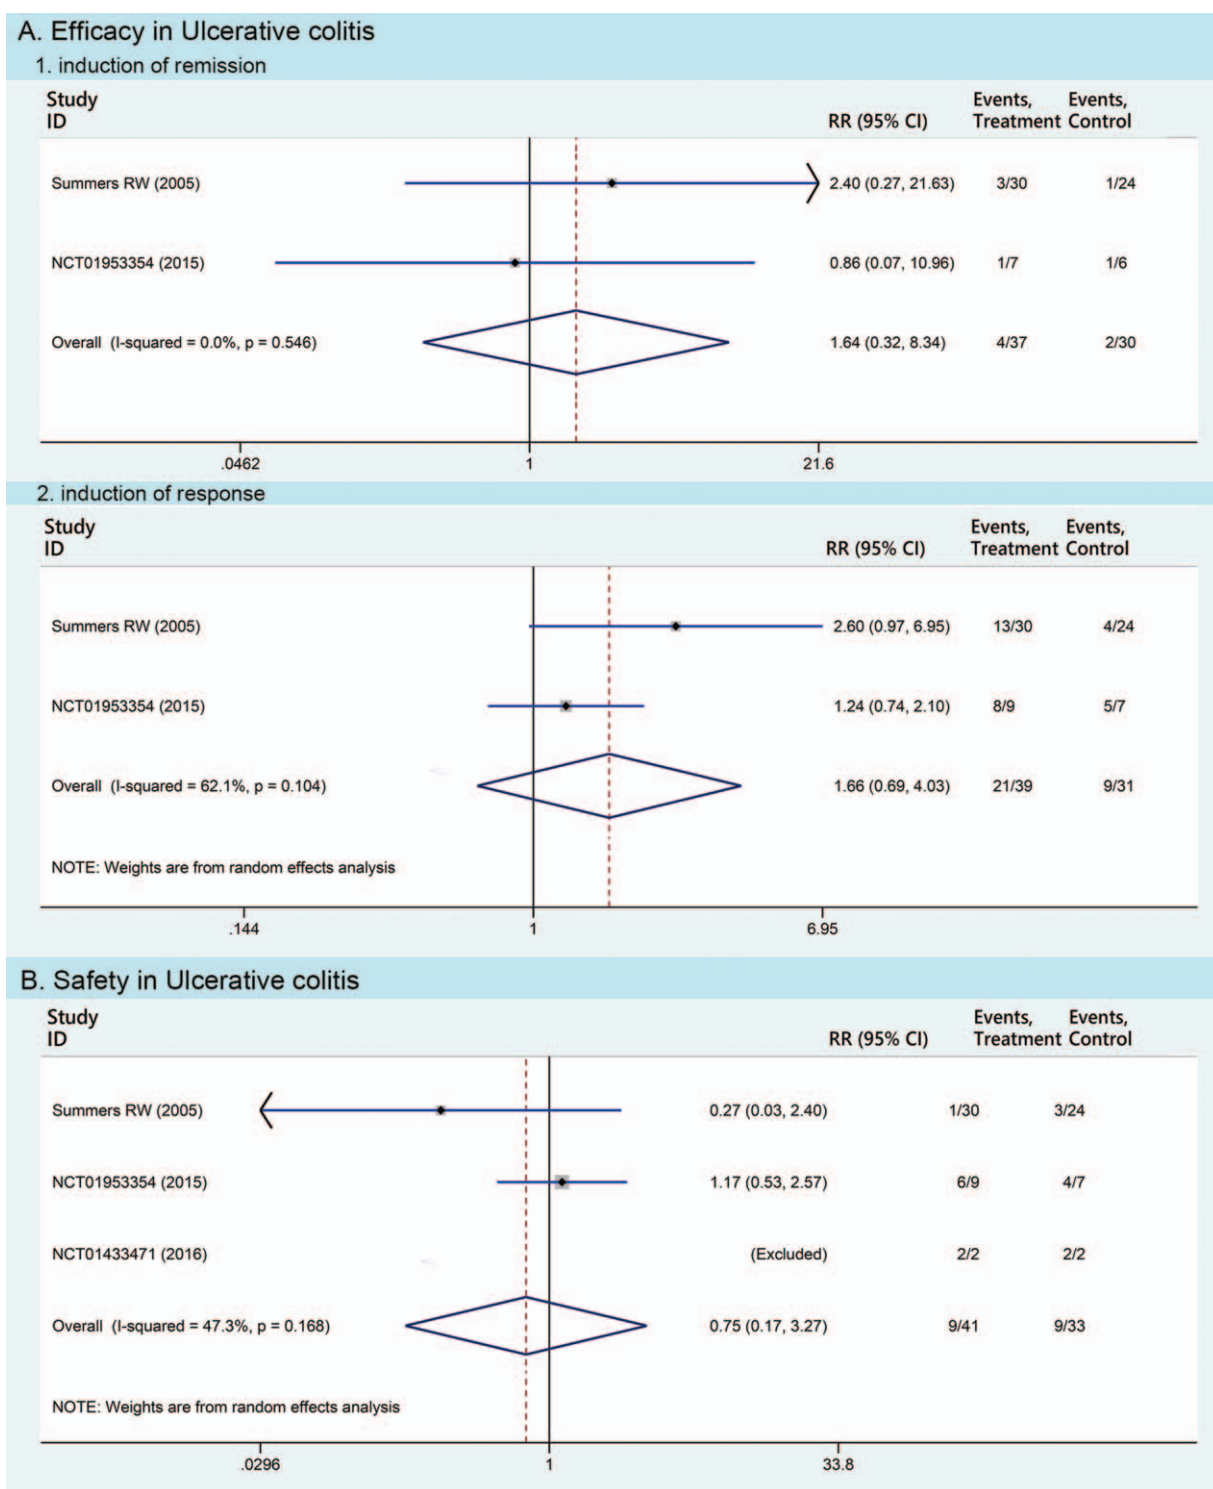 A. Efficacy in Ulcerative colitis
1. induction of remission
Study
ID
RR (95% CI)
Events, Treatment
Events, Control
Summers RW (2005) 2.40 (0.27, 21.63) 3/30 1/24
NCT01953354 (2015) 0.86 (0.07, 10.96) 1/7 1/6
Overall (I-squared = 0.0%, p = 0.546) 1.64 (0.32, 8.34) 4/37 2/30
.0462 1 21.6
2. induction of response
Study
ID
RR (95% CI)
Events, Treatment
Events, Control
Summers RW (2005) 2.60 (0.97, 6.95) 13/30 4/24
NCT01953354 (2015) 1.24 (0.74, 2.10) 8/9 5/7
Overall (I-squared = 62.1%, p = 0.104) 1.66 (0.69, 4.03) 21/39 9/31
NOTE: Weights are from random effects analysis
.144 1 6.95
B. Safety in Ulcerative colitis
Study
ID
RR (95% CI)
Events, Treatment
Events, Control
Summers RW (2005) 0.27 (0.03, 2.40) 1/30 3/24
NCT01953354 (2015) 1.17 (0.53, 2.57) 6/9 4/7
NCT01433471 (2016) (Excluded) 2/2 2/2
Overall (I-squared = 47.3%, p = 0.168) 0.75 (0.17, 3.27) 9/41 9/33
NOTE: Weights are from random effects analysis
.0296 1 33.8